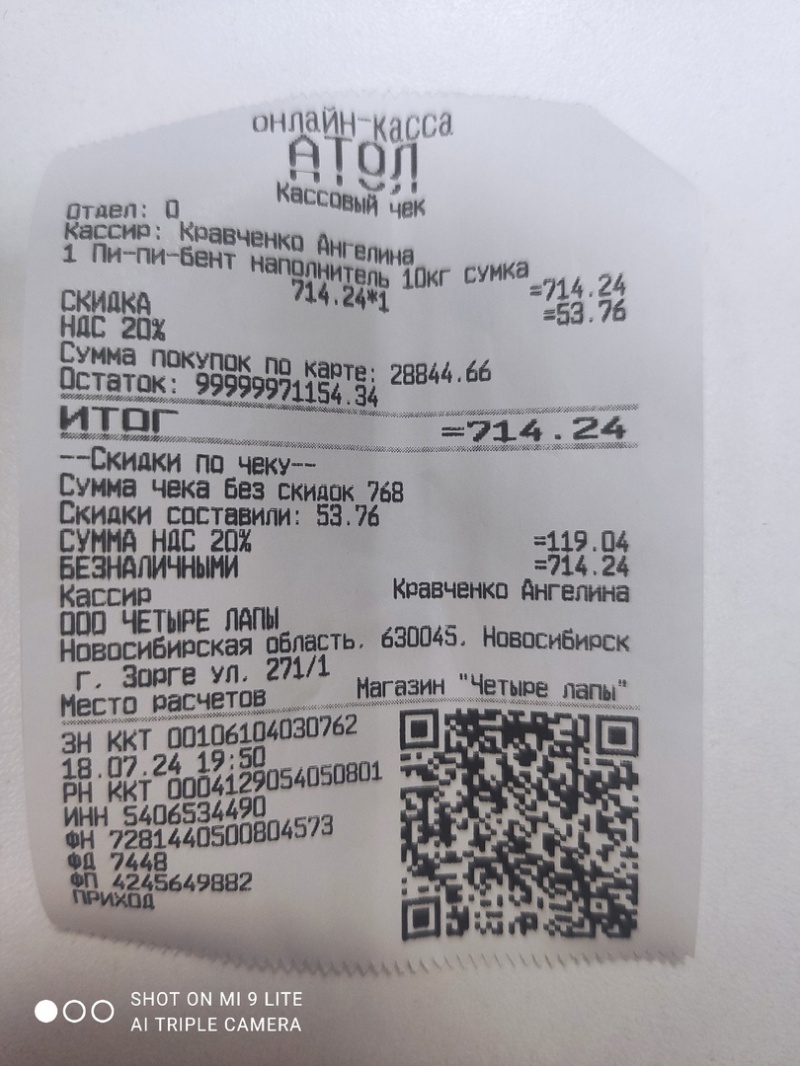 ОНЛАЙН-КАССА
АТОЛ
Кассовый чек
Отдел: 0
Кассир: Кравченко Ангелина
1 Пи-пи-бент наполнитель 10кг сумка
714.24*1 =714.24
СКИДКА =53.76
НДС 20%
Сумма покупок по карте: 28844.66
Остаток: 99999971154.34
ИТОГ =714.24
--Скидки по чеку--
Сумма чека без скидок 768
Скидки составили: 53.76
СУММА НДС 20% =119.04
БЕЗНАЛИЧНЫМИ =714.24
Кассир Кравченко Ангелина
ООО ЧЕТЫРЕ ЛАПЫ
Новосибирская область, 630045, Новосибирск
г, Зорге ул, 271/1
Место расчетов Магазин "Четыре лапы"
ЗН ККТ 00106104030762
18.07.24 19:50
РН ККТ 0004129054050801
ИНН 5406534490
ФН 7281440500804573
ФД 7448
ФП 4245649882
ПРИХОД
SHOT ON MI 9 LITE
AI TRIPLE CAMERA